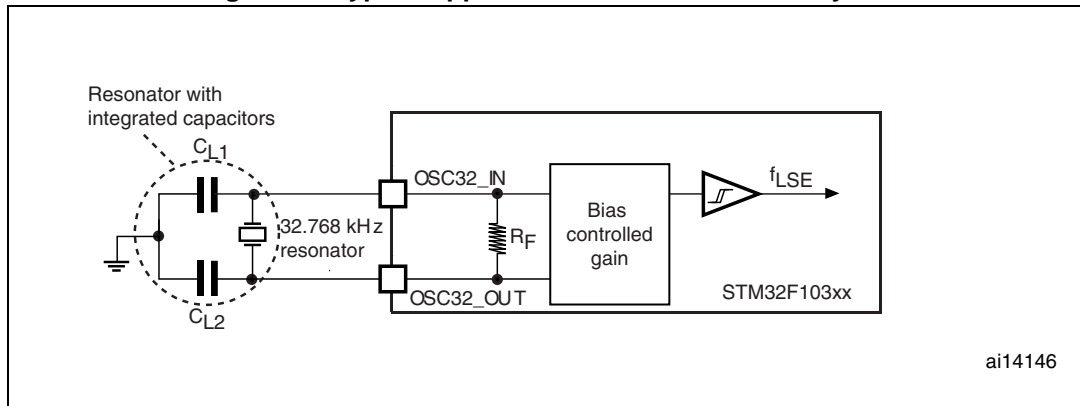 Resonator with
integrated capacitors
CL1
OSC32_IN
fLSE
Bias
controlled
gain
RF
32.768 kHz
resonator
OSC32_OUT
STM32F103xx
CL2
ai14146